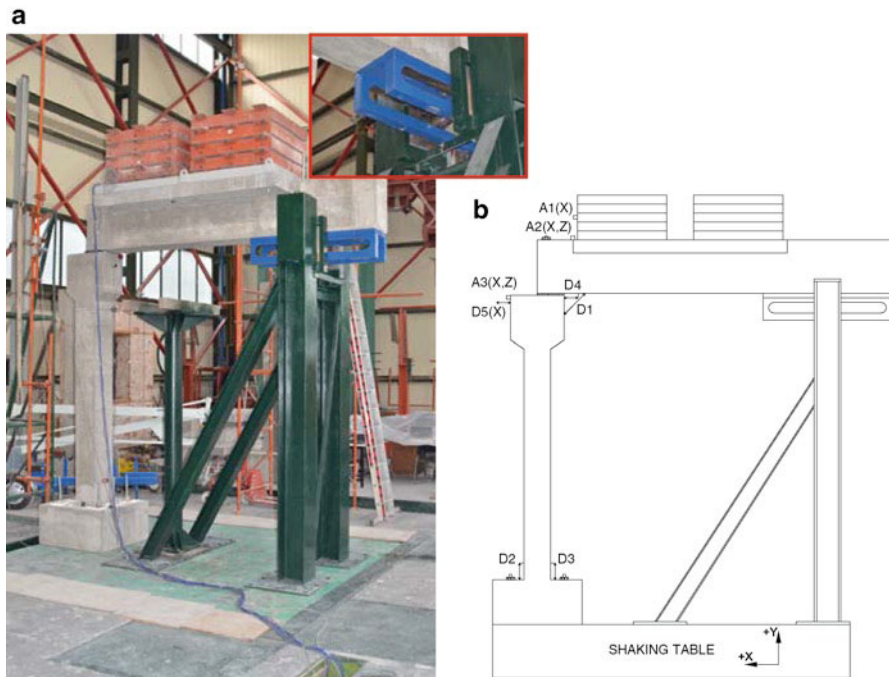 a
b
A1(X)
A2(X,Z)
A3(X,Z)
D4
D5(X)
D1
D2
D3
SHAKING TABLE
+Y
+X